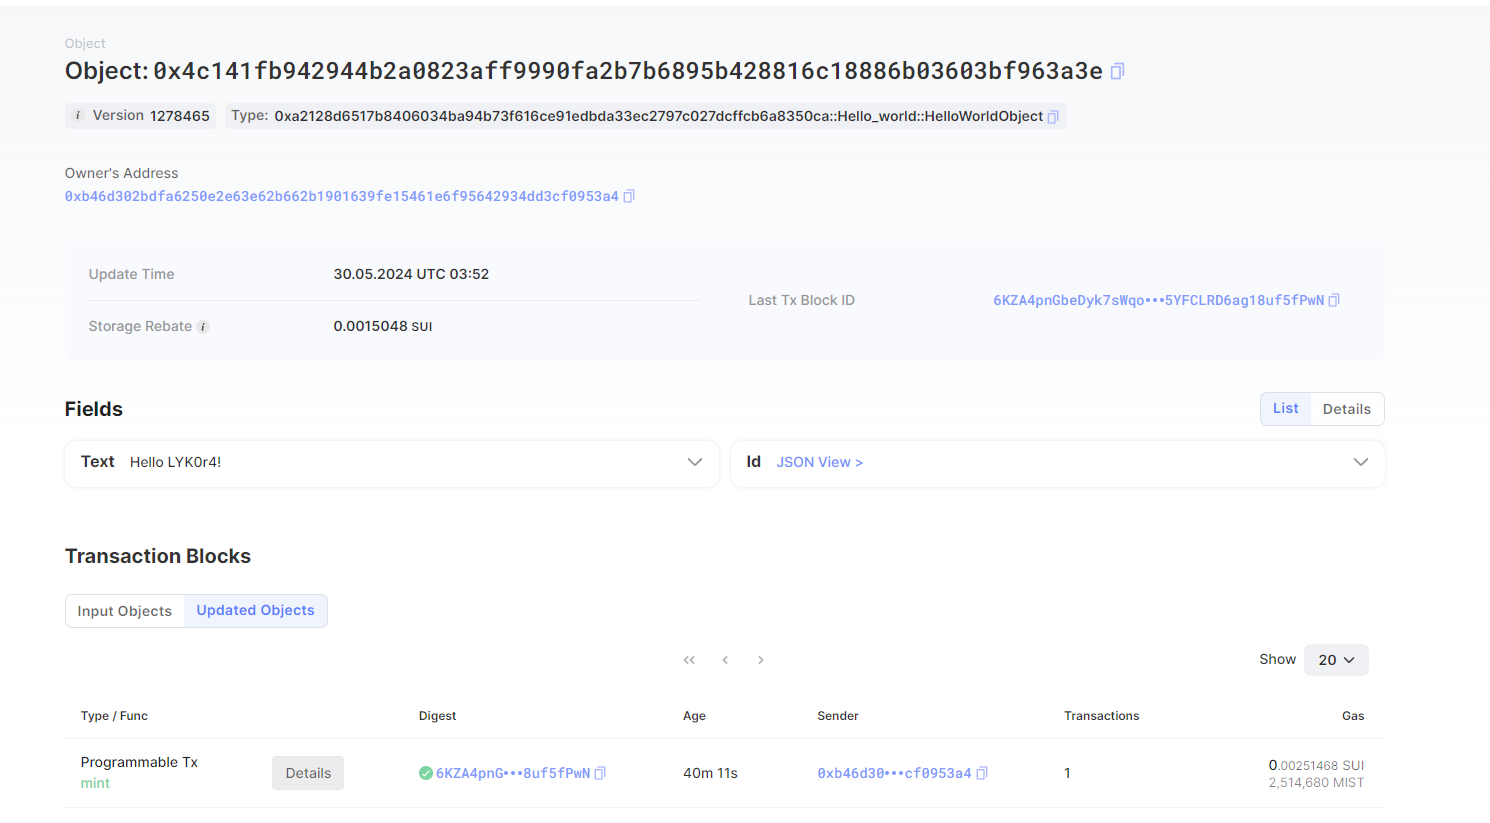 Object
Object: 0x4c141fb942944b2a0823aff9990fa2b7b6895b428816c18886b03603bf963a3e
i Version 1278465 Type: 0xa2128d6517b8406034ba94b73f616ce91edbda33ec2797c027dcffcb6a8350ca::Hello_world::HelloWorldObject
Owner's Address
0xb46d302bdfa6250e2e63e62b662b1901639fe15461e6f95642934dd3cf0953a4
Update Time 30.05.2024 UTC 03:52
Last Tx Block ID 6KZA4pnGbeDyk7sWqo•••5YFCLRD6ag18uf5fPwN
Storage Rebate i 0.0015048 SUI
Fields
List Details
Text Hello LYK0r4!
Id JSON View >
Transaction Blocks
Input Objects Updated Objects
Show 20
Type / Func Digest Age Sender Transactions Gas
Programmable Tx
mint
Details
6KZA4pnG•••8uf5fPwN
40m 11s
0xb46d30•••cf0953a4
1
0.00251468 SUI
2,514,680 MIST